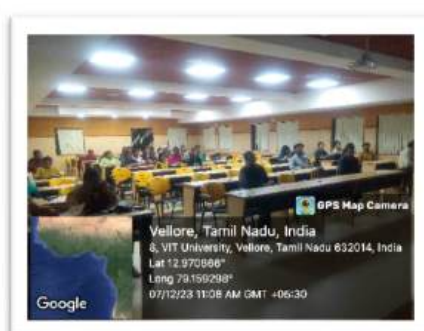 GPS Map Camera
Vellore, Tamil Nadu, India
8, VIT University, Vellore, Tamil Nadu 632014, India
Lat 12.970866°
Long 79.159298°
07/12/23 11:08 AM GMT +05:30
Google